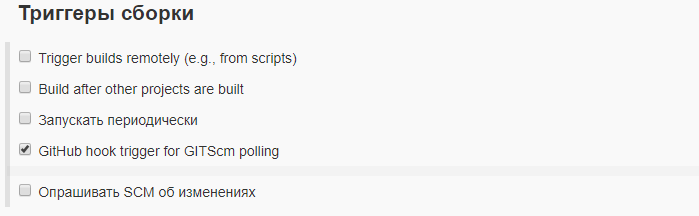 Триггеры сборки
Trigger builds remotely (e.g., from scripts)
Build after other projects are built
Запускать периодически
GitHub hook trigger for GITScm polling
Опрашивать SCM об изменениях